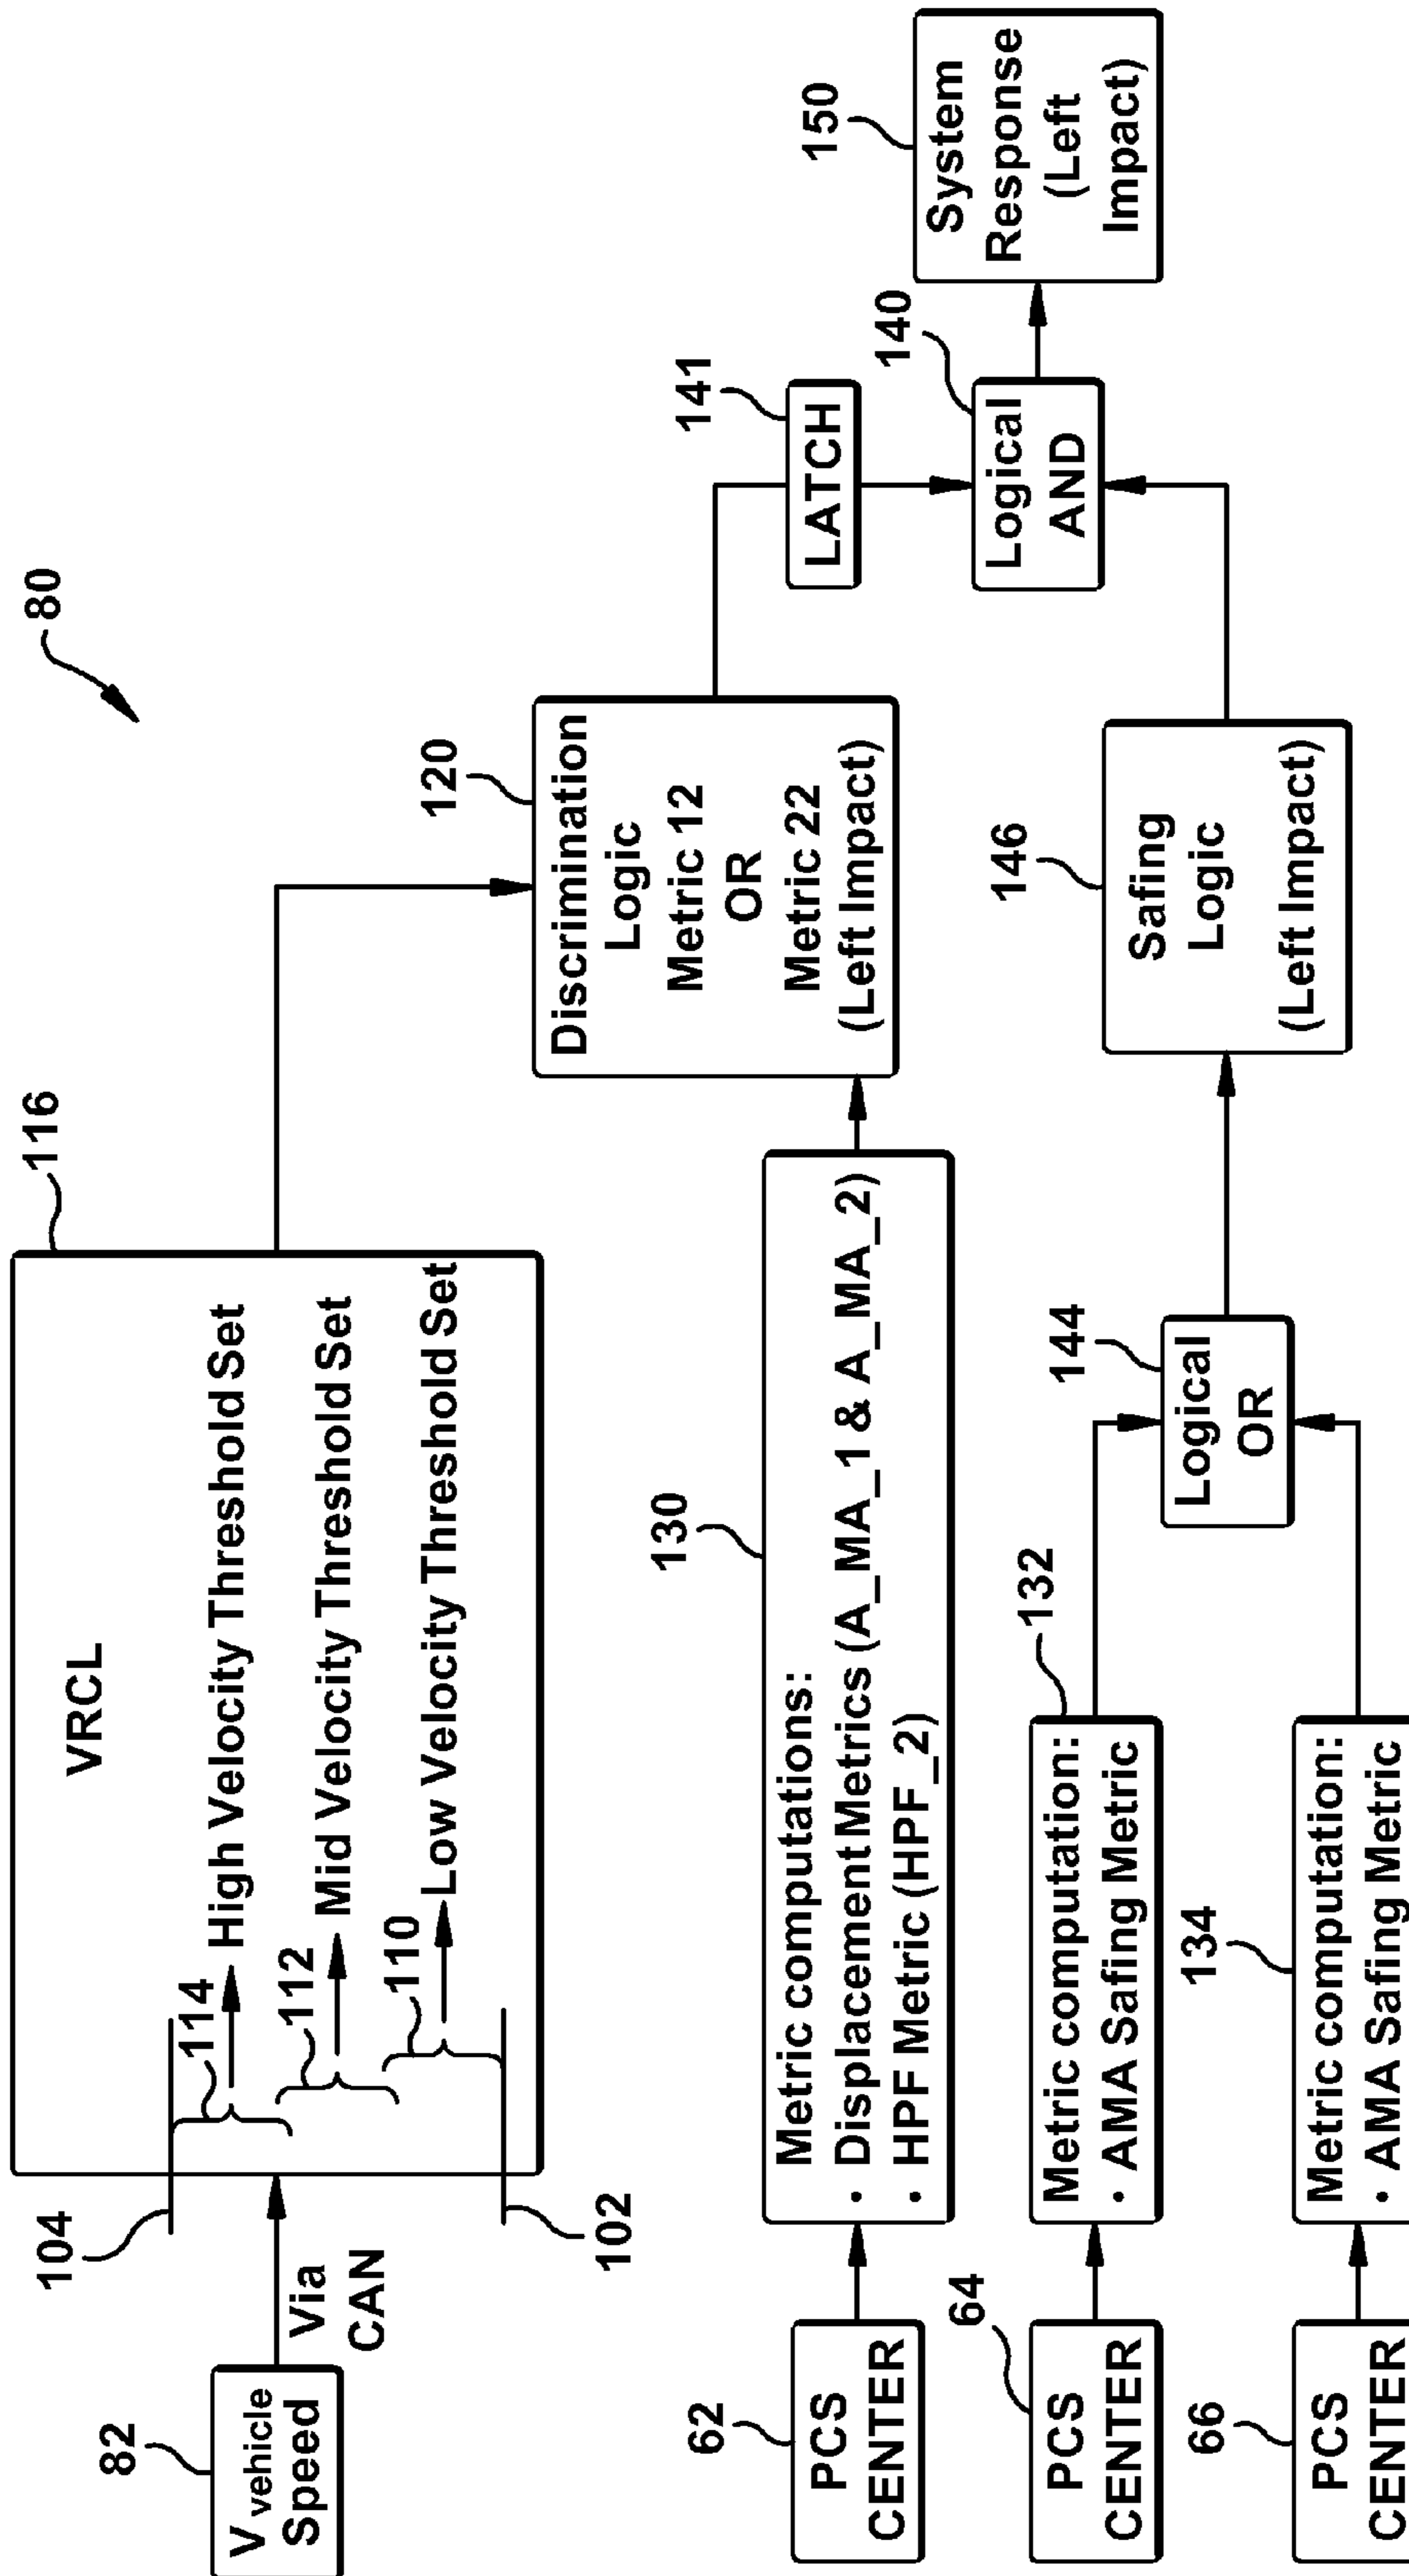 80
82
V vehicle
Speed
Via
CAN
104
102
116
VRCL
114
High Velocity Threshold Set
112
Mid Velocity Threshold Set
110
Low Velocity Threshold Set
120
Discrimination
Logic
Metric 12
OR
Metric 22
(Left Impact)
141
LATCH
62
PCS
CENTER
130
Metric computations:
• Displacement Metrics (A_MA_1 & A_MA_2)
• HPF Metric (HPF_2)
140
Logical
AND
150
System
Response
(Left
Impact)
64
PCS
CENTER
132
Metric computation:
• AMA Safing Metric
144
Logical
OR
146
Safing
Logic
(Left Impact)
66
PCS
CENTER
134
Metric computation:
• AMA Safing Metric